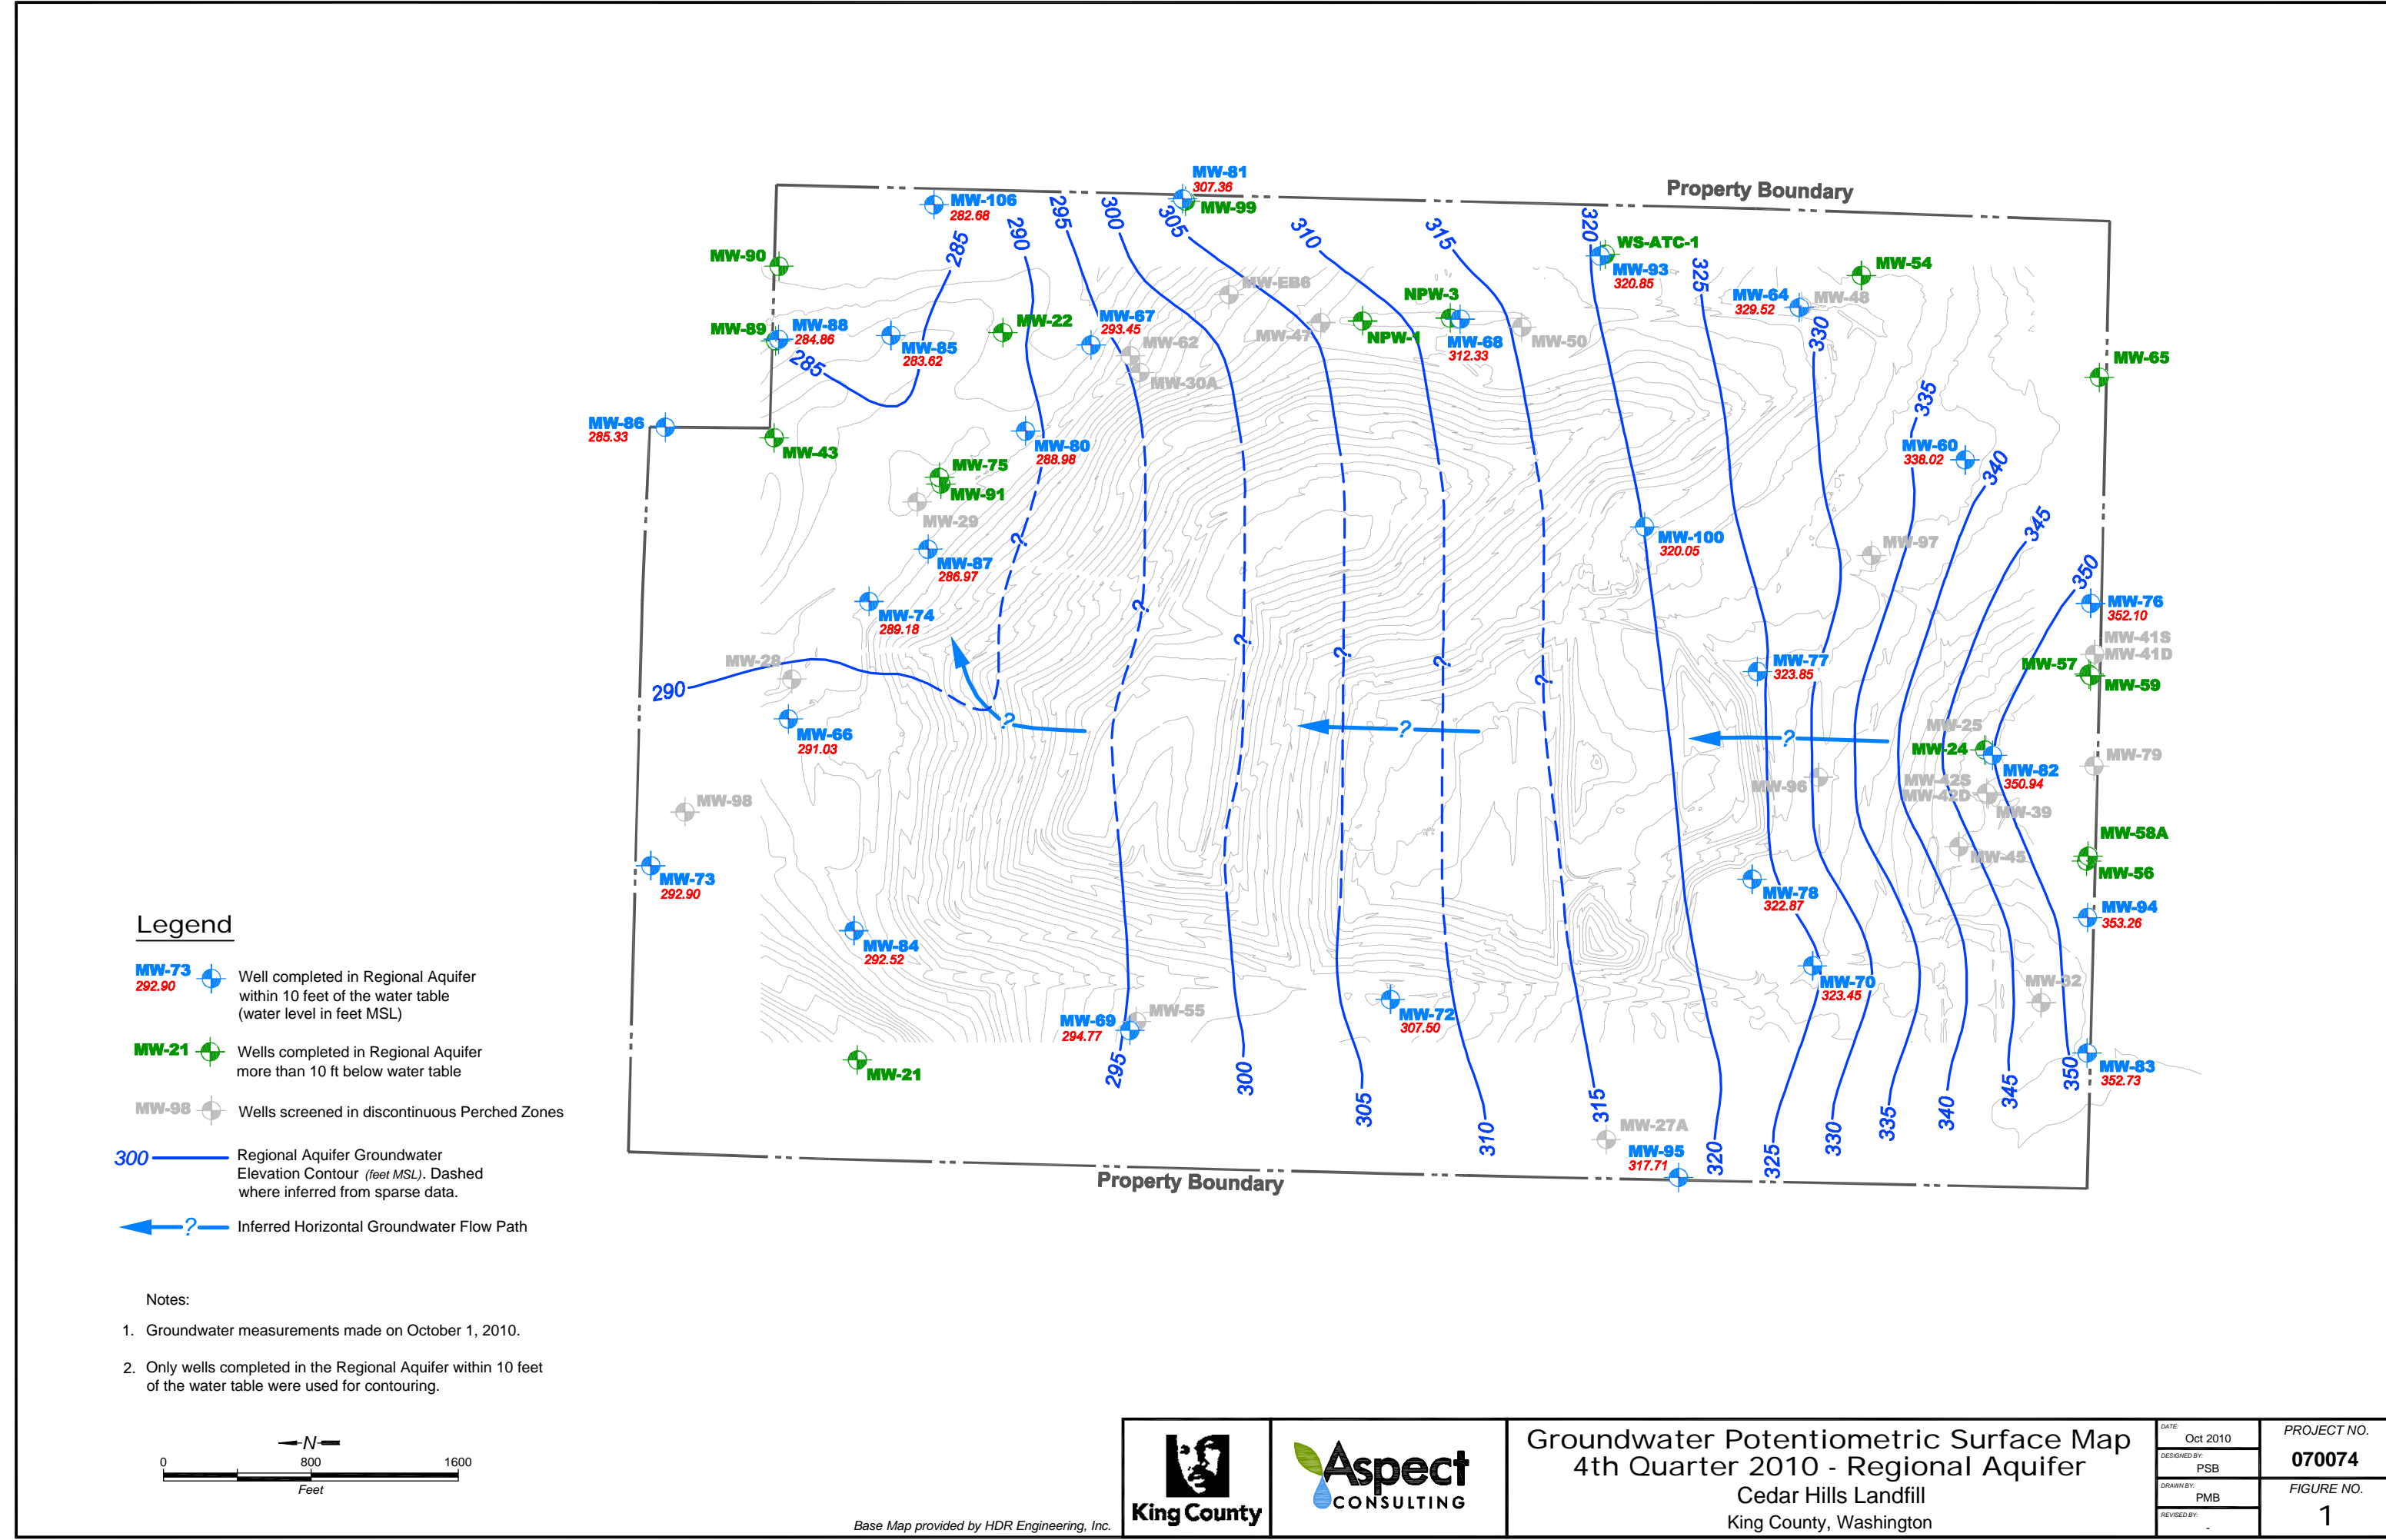 Property Boundary
MW-81
307.36
MW-99
MW-106
282.68
MW-90
MW-89
MW-88
284.86
MW-85
283.62
MW-22
MW-67
293.45
MW-62
MW-30A
MW-EB6
MW-47
NPW-1
NPW-3
MW-68
312.33
MW-50
WS-ATC-1
MW-93
320.85
MW-64
329.52
MW-48
MW-54
MW-65
285
290
295
300
305
310
315
320
325
330
335
340
345
350
285
MW-86
285.33
MW-43
MW-80
288.98
MW-75
MW-91
MW-29
MW-87
286.97
MW-74
289.18
MW-60
338.02
MW-100
320.05
MW-97
MW-76
352.10
MW-41S
MW-41D
MW-57
MW-59
MW-77
323.85
?
?
?
?
?
?
MW-28
290
MW-66
291.03
?
?
?
MW-25
MW-24
MW-82
350.94
MW-79
MW-96
MW-42S
MW-42D
MW-39
MW-45
MW-98
MW-73
292.90
MW-58A
MW-56
MW-94
353.26
MW-78
322.87
MW-84
292.52
MW-70
323.45
MW-32
MW-69
294.77
MW-55
MW-72
307.50
MW-21
MW-83
352.73
295
300
305
310
315
320
325
330
335
340
345
350
MW-27A
MW-95
317.71
Property Boundary
Legend
MW-73
292.90
Well completed in Regional Aquifer
within 10 feet of the water table
(water level in feet MSL)
MW-21
Wells completed in Regional Aquifer
more than 10 ft below water table
MW-98
Wells screened in discontinuous Perched Zones
300
Regional Aquifer Groundwater
Elevation Contour (feet MSL). Dashed
where inferred from sparse data.
?
Inferred Horizontal Groundwater Flow Path
Notes:
1. Groundwater measurements made on October 1, 2010.
2. Only wells completed in the Regional Aquifer within 10 feet
of the water table were used for contouring.
N
0 800 1600
Feet
Base Map provided by HDR Engineering, Inc.
King County
Aspect
CONSULTING
Groundwater Potentiometric Surface Map
4th Quarter 2010 - Regional Aquifer
Cedar Hills Landfill
King County, Washington
DATE:
Oct 2010
DESIGNED BY:
PSB
DRAWN BY:
PMB
REVISED BY:
-
PROJECT NO.
070074
FIGURE NO.
1